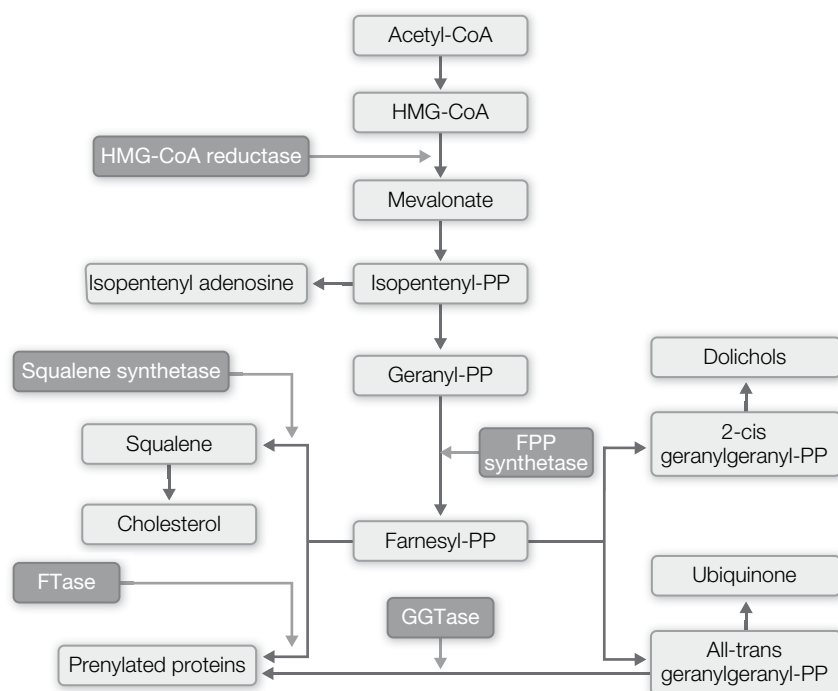 Acetyl-CoA
HMG-CoA
HMG-CoA reductase
Mevalonate
Isopentenyl adenosine
Isopentenyl-PP
Dolichols
Squalene synthetase
Geranyl-PP
Squalene
FPP
synthetase
2-cis
geranylgeranyl-PP
Cholesterol
Farnesyl-PP
FTase
Ubiquinone
GGTase
Prenylated proteins
All-trans
geranylgeranyl-PP